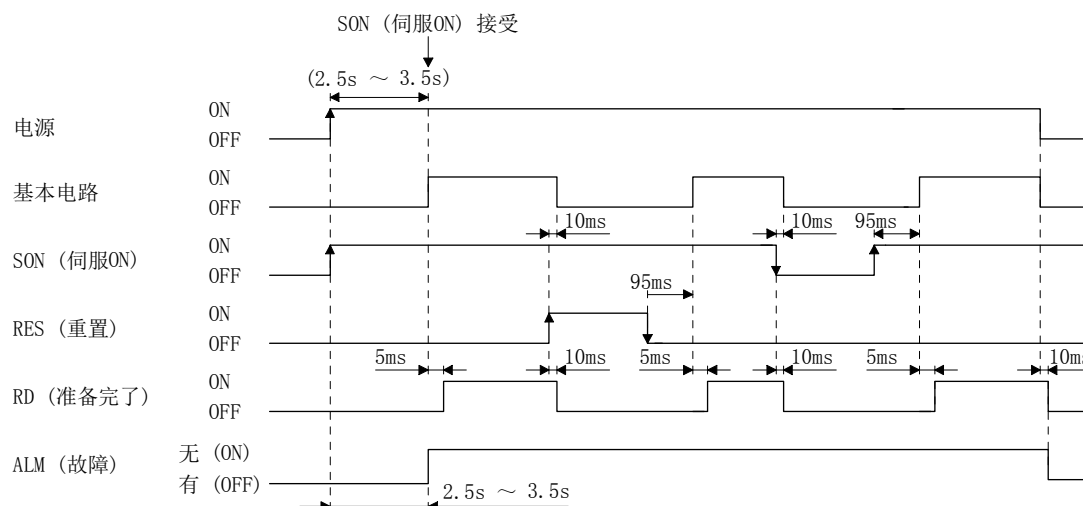 SON (伺服ON) 接受
(2.5s ～ 3.5s)
电源
ON
OFF
基本电路
ON
OFF
10ms
10ms
95ms
SON (伺服ON)
ON
OFF
95ms
RES (重置)
ON
OFF
5ms
10ms
5ms
10ms
5ms
10ms
RD (准备完了)
ON
OFF
ALM (故障)
无 (ON)
有 (OFF)
2.5s ～ 3.5s